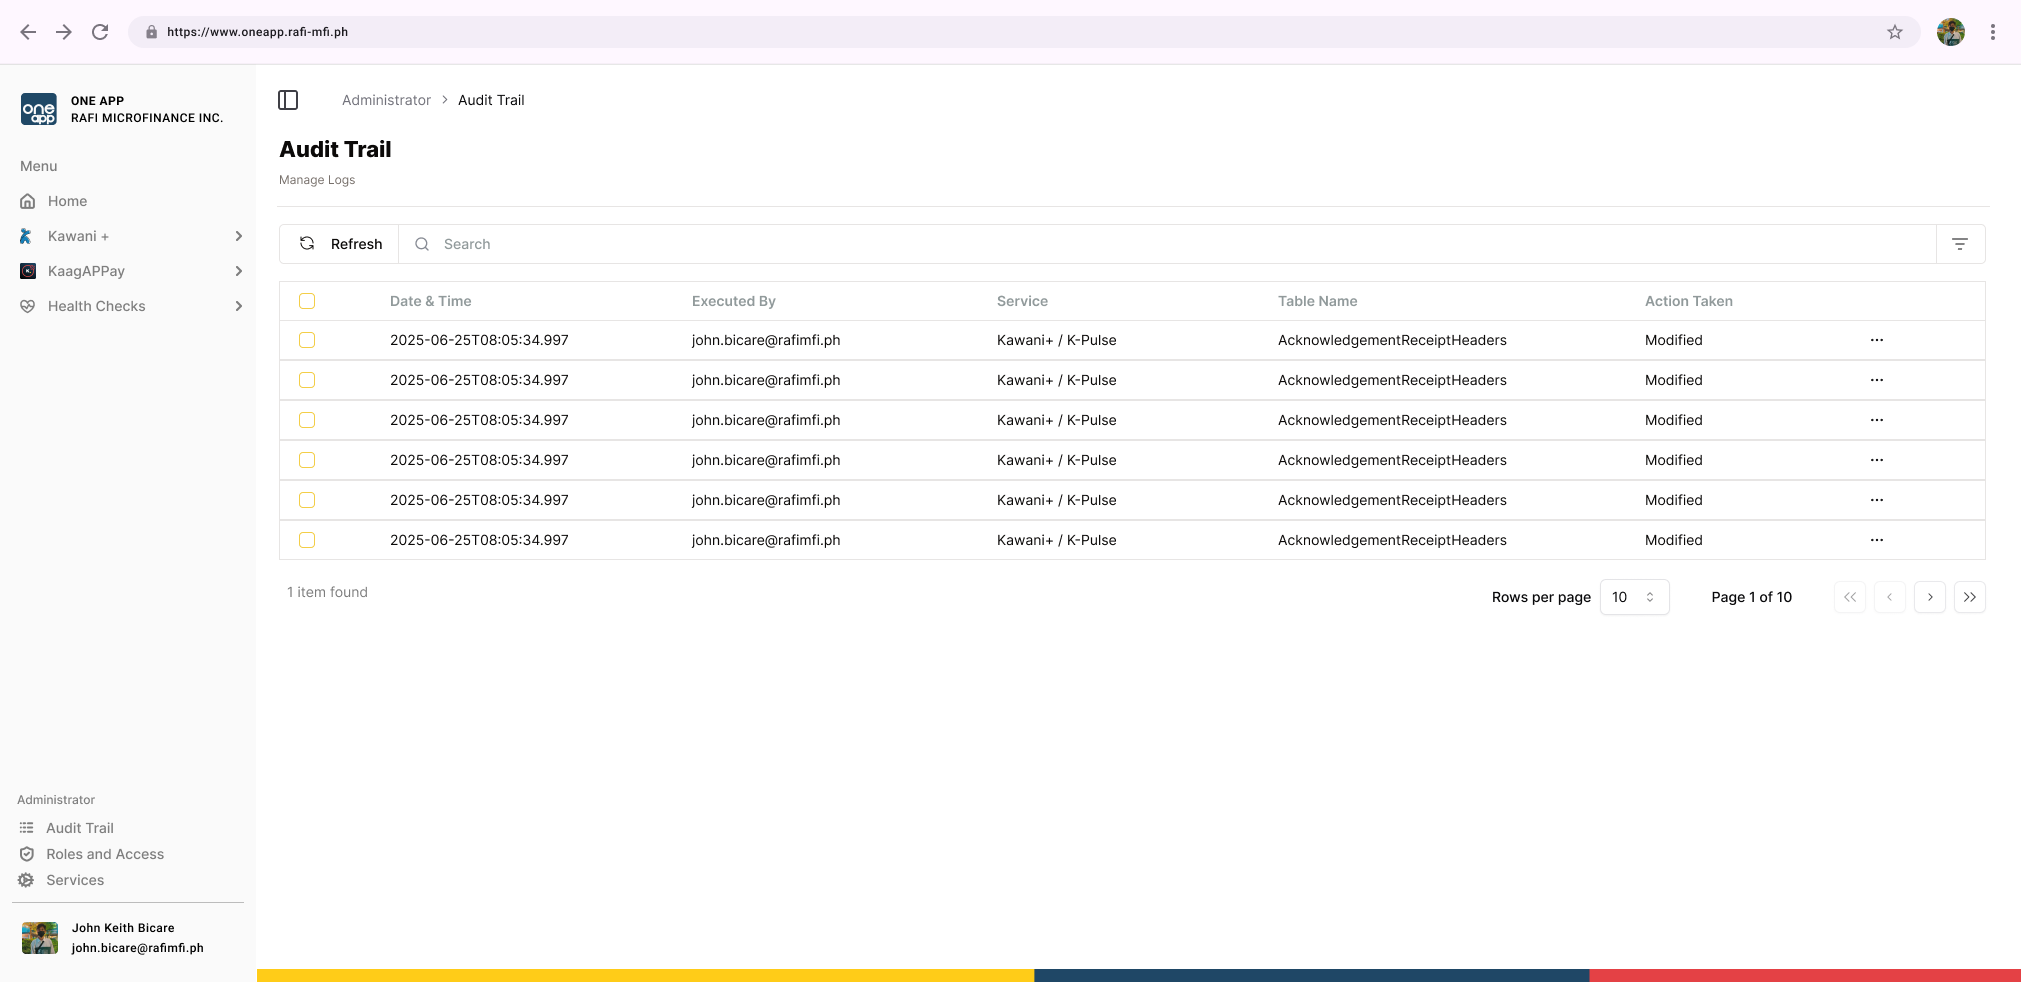 https://www.oneapp.rafi-mfi.ph
one
app
ONE APP
RAFI MICROFINANCE INC.
Menu
Home
Kawani +
KaagAPPay
Health Checks
Administrator
Audit Trail
Roles and Access
Services
John Keith Bicare
john.bicare@rafimfi.ph
Administrator > Audit Trail
Audit Trail
Manage Logs
Refresh Search
Date & Time Executed By Service Table Name Action Taken
2025-06-25T08:05:34.997 john.bicare@rafimfi.ph Kawani+ / K-Pulse AcknowledgementReceiptHeaders Modified ...
2025-06-25T08:05:34.997 john.bicare@rafimfi.ph Kawani+ / K-Pulse AcknowledgementReceiptHeaders Modified ...
2025-06-25T08:05:34.997 john.bicare@rafimfi.ph Kawani+ / K-Pulse AcknowledgementReceiptHeaders Modified ...
2025-06-25T08:05:34.997 john.bicare@rafimfi.ph Kawani+ / K-Pulse AcknowledgementReceiptHeaders Modified ...
2025-06-25T08:05:34.997 john.bicare@rafimfi.ph Kawani+ / K-Pulse AcknowledgementReceiptHeaders Modified ...
2025-06-25T08:05:34.997 john.bicare@rafimfi.ph Kawani+ / K-Pulse AcknowledgementReceiptHeaders Modified ...
1 item found
Rows per page 10 Page 1 of 10